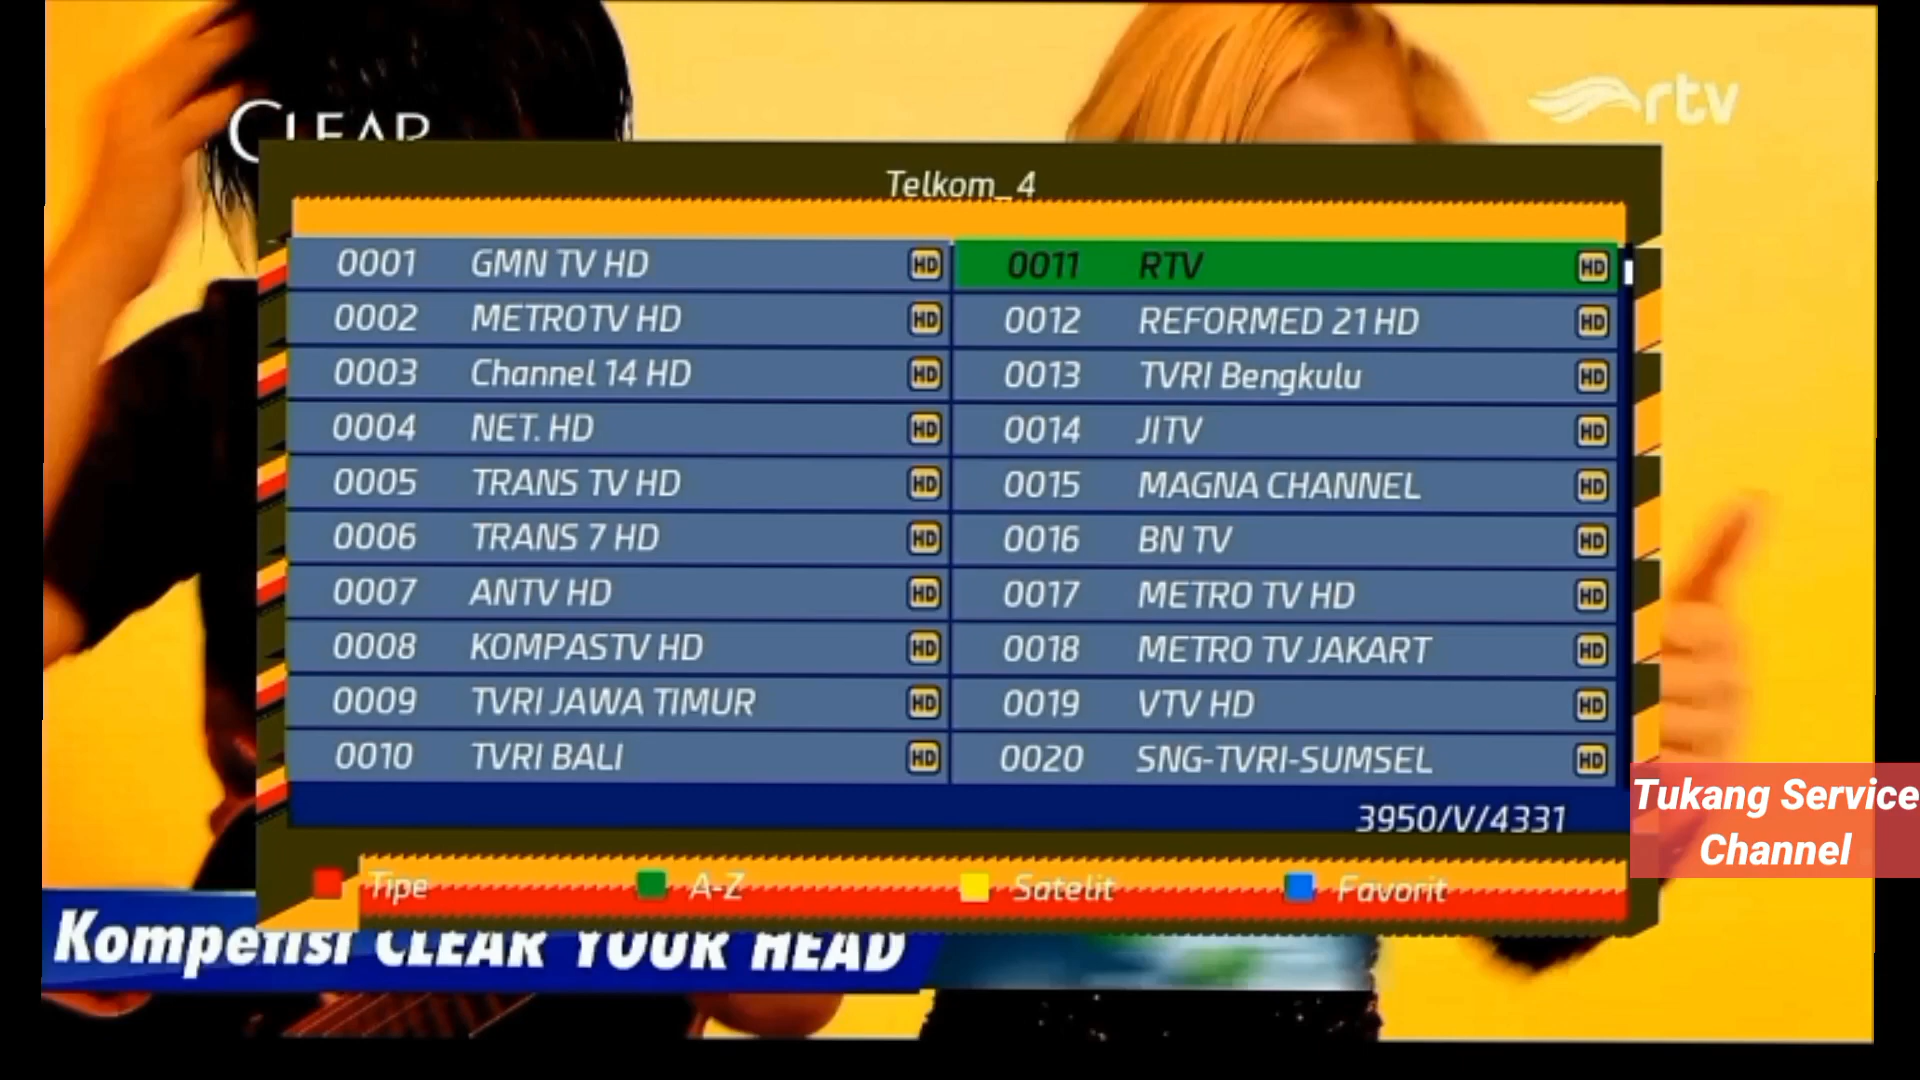 CLEAR
rtv
Telkom_4
0001 GMN TV HD HD
0002 METROTV HD HD
0003 Channel 14 HD HD
0004 NET. HD HD
0005 TRANS TV HD HD
0006 TRANS 7 HD HD
0007 ANTV HD HD
0008 KOMPASTV HD HD
0009 TVRI JAWA TIMUR HD
0010 TVRI BALI HD
0011 RTV HD
0012 REFORMED 21 HD HD
0013 TVRI Bengkulu HD
0014 JITV HD
0015 MAGNA CHANNEL HD
0016 BN TV HD
0017 METRO TV HD HD
0018 METRO TV JAKART HD
0019 VTV HD HD
0020 SNG-TVRI-SUMSEL HD
3950/V/4331
Tipe A-Z Satelit Favorit
Tukang Service
Channel
Kompetisi CLEAR YOUR HEAD